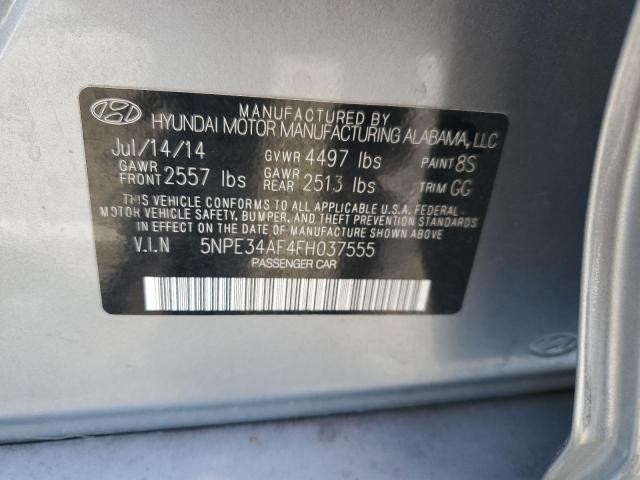 MANUFACTURED BY
HYUNDAI MOTOR MANUFACTURING ALABAMA, LLC
Jul/14/14 GVWR 4497 lbs PAINT 8S
GAWR FRONT 2557 lbs GAWR REAR 2513 lbs TRIM GG
THIS VEHICLE CONFORMS TO ALL APPLICABLE U.S.A. FEDERAL
MOTOR VEHICLE SAFETY, BUMPER, AND THEFT PREVENTION STANDARDS
IN EFFECT ON THE DATE OF MANUFACTURE SHOWN ABOVE.
V.I.N 5NPE34AF4FH037555
PASSENGER CAR